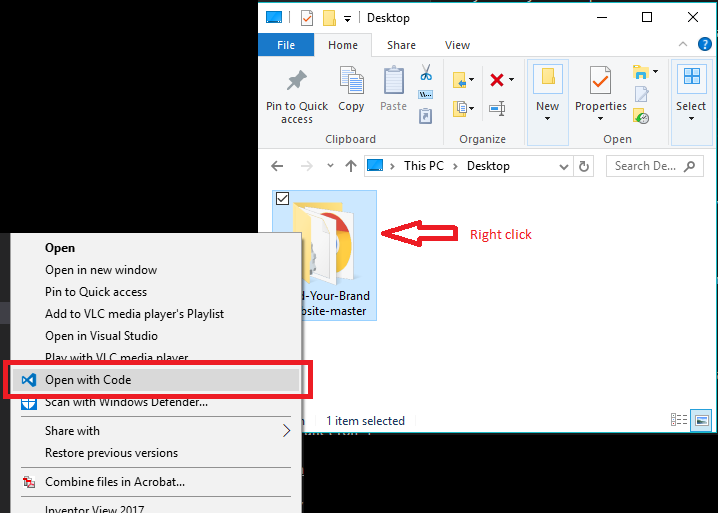 Desktop
File Home Share View
Pin to Quick
access
Copy
Paste
New
Properties
Select
Clipboard
Organize
Open
This PC
Desktop
Search De...
Right click
d-Your-Brand
bsite-master
1 item selected
Open
Open in new window
Pin to Quick access
Add to VLC media player's Playlist
Open in Visual Studio
Play with VLC media player
Open with Code
Scan with Windows Defender...
Share with
Restore previous versions
Combine files in Acrobat...
Inventor View 2017